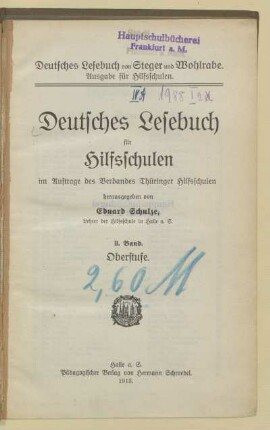 Hauptschulbücherei
Frankfurt a. M.
Deutsches Lesebuch von Steger und Wohlrabe.
Ausgabe für Hilfsschulen.
Deutsches Lesebuch
für
Hilfsschulen
im Auftrage des Verbandes Thüringer Hilfsschulen
herausgegeben von
Eduard Schulze,
Lehrer der Hilfsschule in Halle a. S.
II. Band.
Oberstufe.
2,60 M
Halle a. S.
Pädagogischer Verlag von Hermann Schroedel.